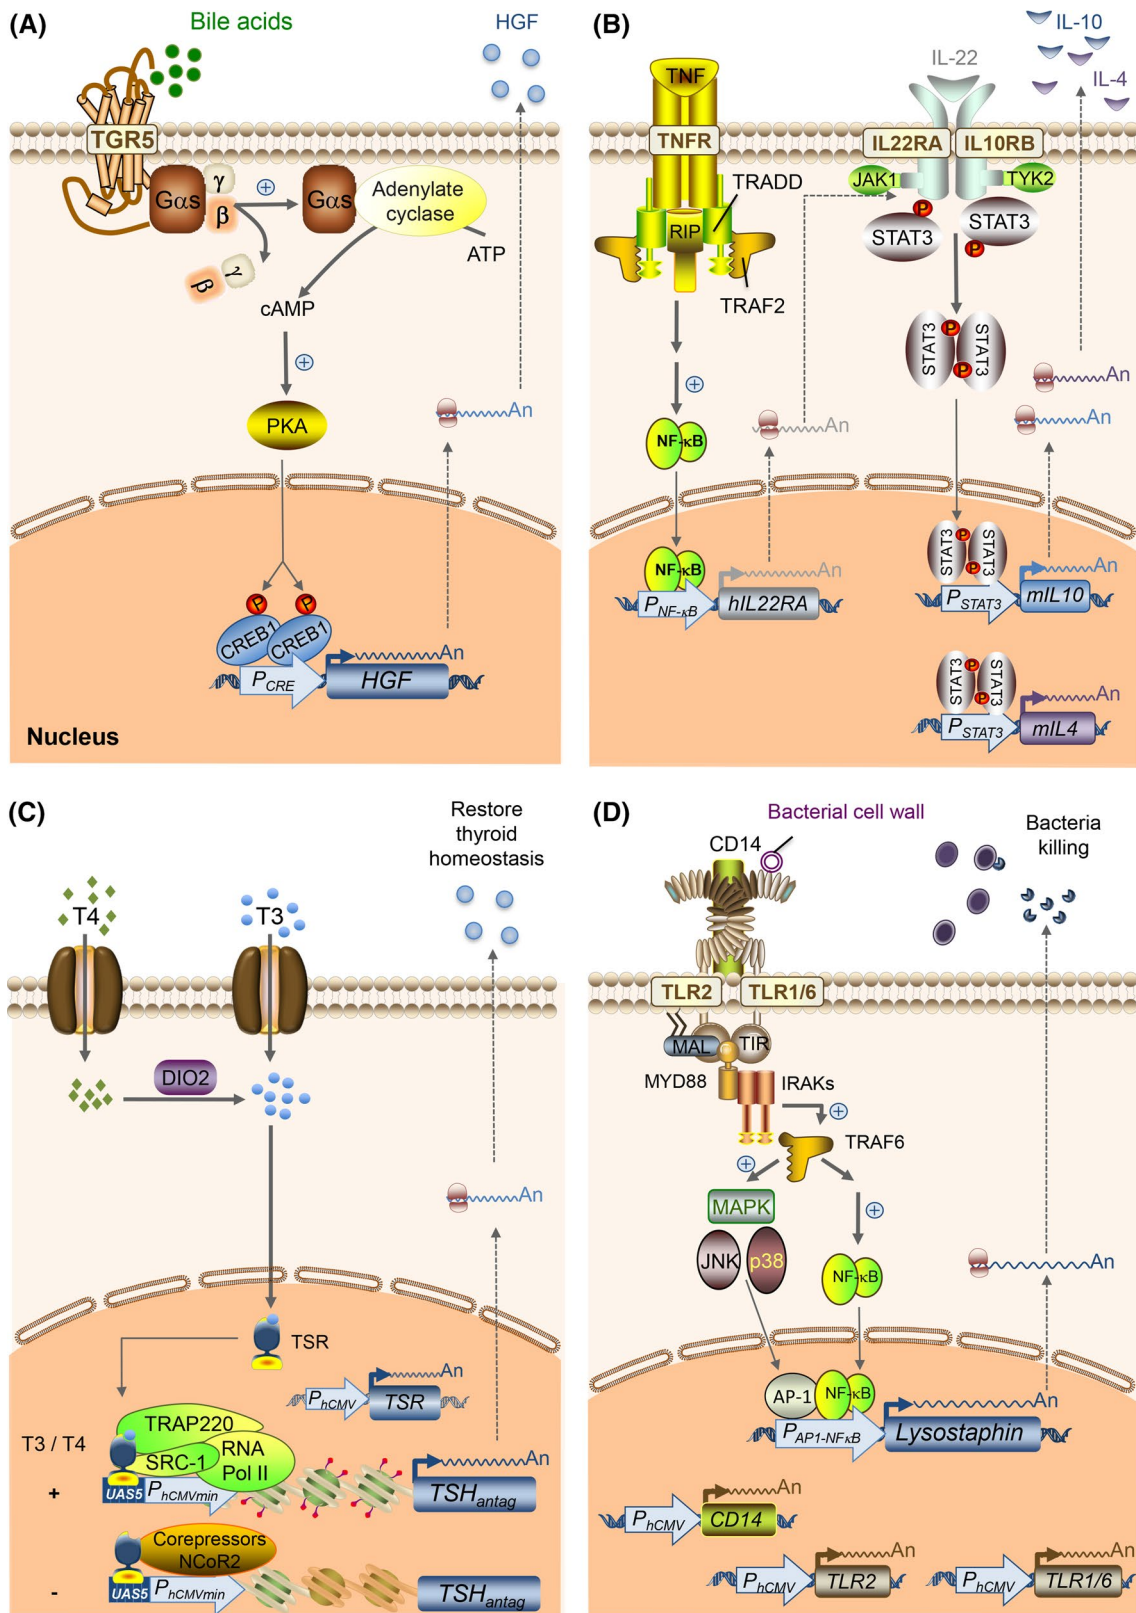 (A)
Bile acids
HGF
TGR5
Gαs
γ
β
Gαs
Adenylate
cyclase
ATP
β
γ
cAMP
PKA
An
P
P
CREB1
CREB1
An
PCRE
HGF
Nucleus
(B)
IL-10
IL-22
IL-4
TNF
TNFR
IL22RA
IL10RB
JAK1
TYK2
TRADD
P
STAT3
STAT3
P
RIP
TRAF2
STAT3
P
P
STAT3
An
An
NF-κB
An
NF-κB
An
PNF-κB
hIL22RA
STAT3
P
P
STAT3
An
PSTAT3
mIL10
STAT3
P
P
STAT3
An
PSTAT3
mIL4
(C)
Restore
thyroid
homeostasis
T4
T3
DIO2
An
TSR
An
PhCMV
TSR
T3 / T4
TRAP220
SRC-1
RNA
Pol II
An
+
UAS5
PhCMVmin
TSHantag
Corepressors
NCoR2
-
UAS5
PhCMVmin
TSHantag
(D)
Bacterial cell wall
CD14
Bacteria
killing
TLR2
TLR1/6
MAL
TIR
MYD88
IRAKs
TRAF6
MAPK
JNK
p38
NF-κB
An
AP-1
NF-κB
An
PAP1-NFκB
Lysostaphin
An
PhCMV
CD14
An
PhCMV
TLR2
An
PhCMV
TLR1/6